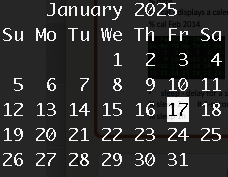 January 2025
Su Mo Tu We Th Fr Sa
1 2 3 4
5 6 7 8 9 10 11
12 13 14 15 16 17 18
19 20 21 22 23 24 25
26 27 28 29 30 31